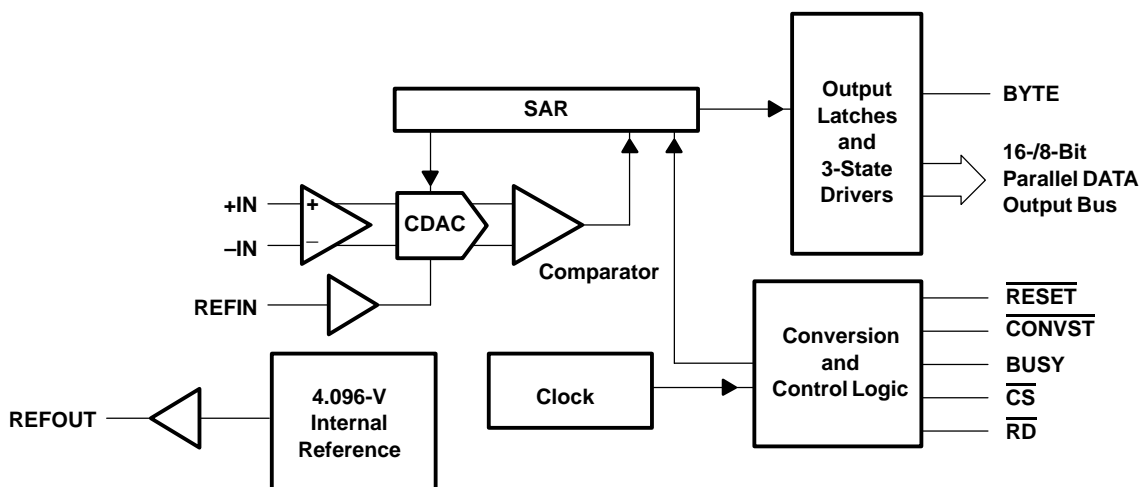 SAR
Output
Latches
and
3-State
Drivers
BYTE
16-/8-Bit
Parallel DATA
Output Bus
+IN
−IN
+
−
CDAC
Comparator
REFIN
REFOUT
4.096-V
Internal
Reference
Clock
Conversion
and
Control Logic
RESET
CONVST
BUSY
CS
RD